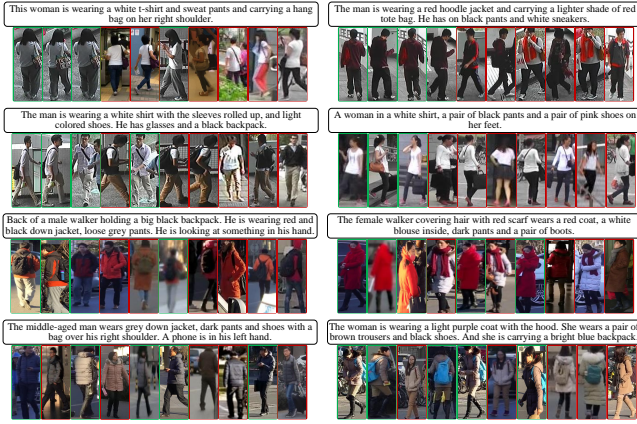 This woman is wearing a white t-shirt and sweat pants and carrying a hang
bag on her right shoulder.
The man is wearing a red hoodle jacket and carrying a lighter shade of red
tote bag. He has on black pants and white sneakers.
The man is wearing a white shirt with the sleeves rolled up, and light
colored shoes. He has glasses and a black backpack.
A woman in a white shirt, a pair of black pants and a pair of pink shoes on
her feet.
Back of a male walker holding a big black backpack. He is wearing red and
black down jacket, loose grey pants. He is looking at something in his hand.
The female walker covering hair with red scarf wears a red coat, a white
blouse inside, dark pants and a pair of boots.
The middle-aged man wears grey down jacket, dark pants and shoes with a
bag over his right shoulder. A phone is in his left hand.
The woman is wearing a light purple coat with the hood. She wears a pair of
brown trousers and black shoes. And she is carrying a bright blue backpack.